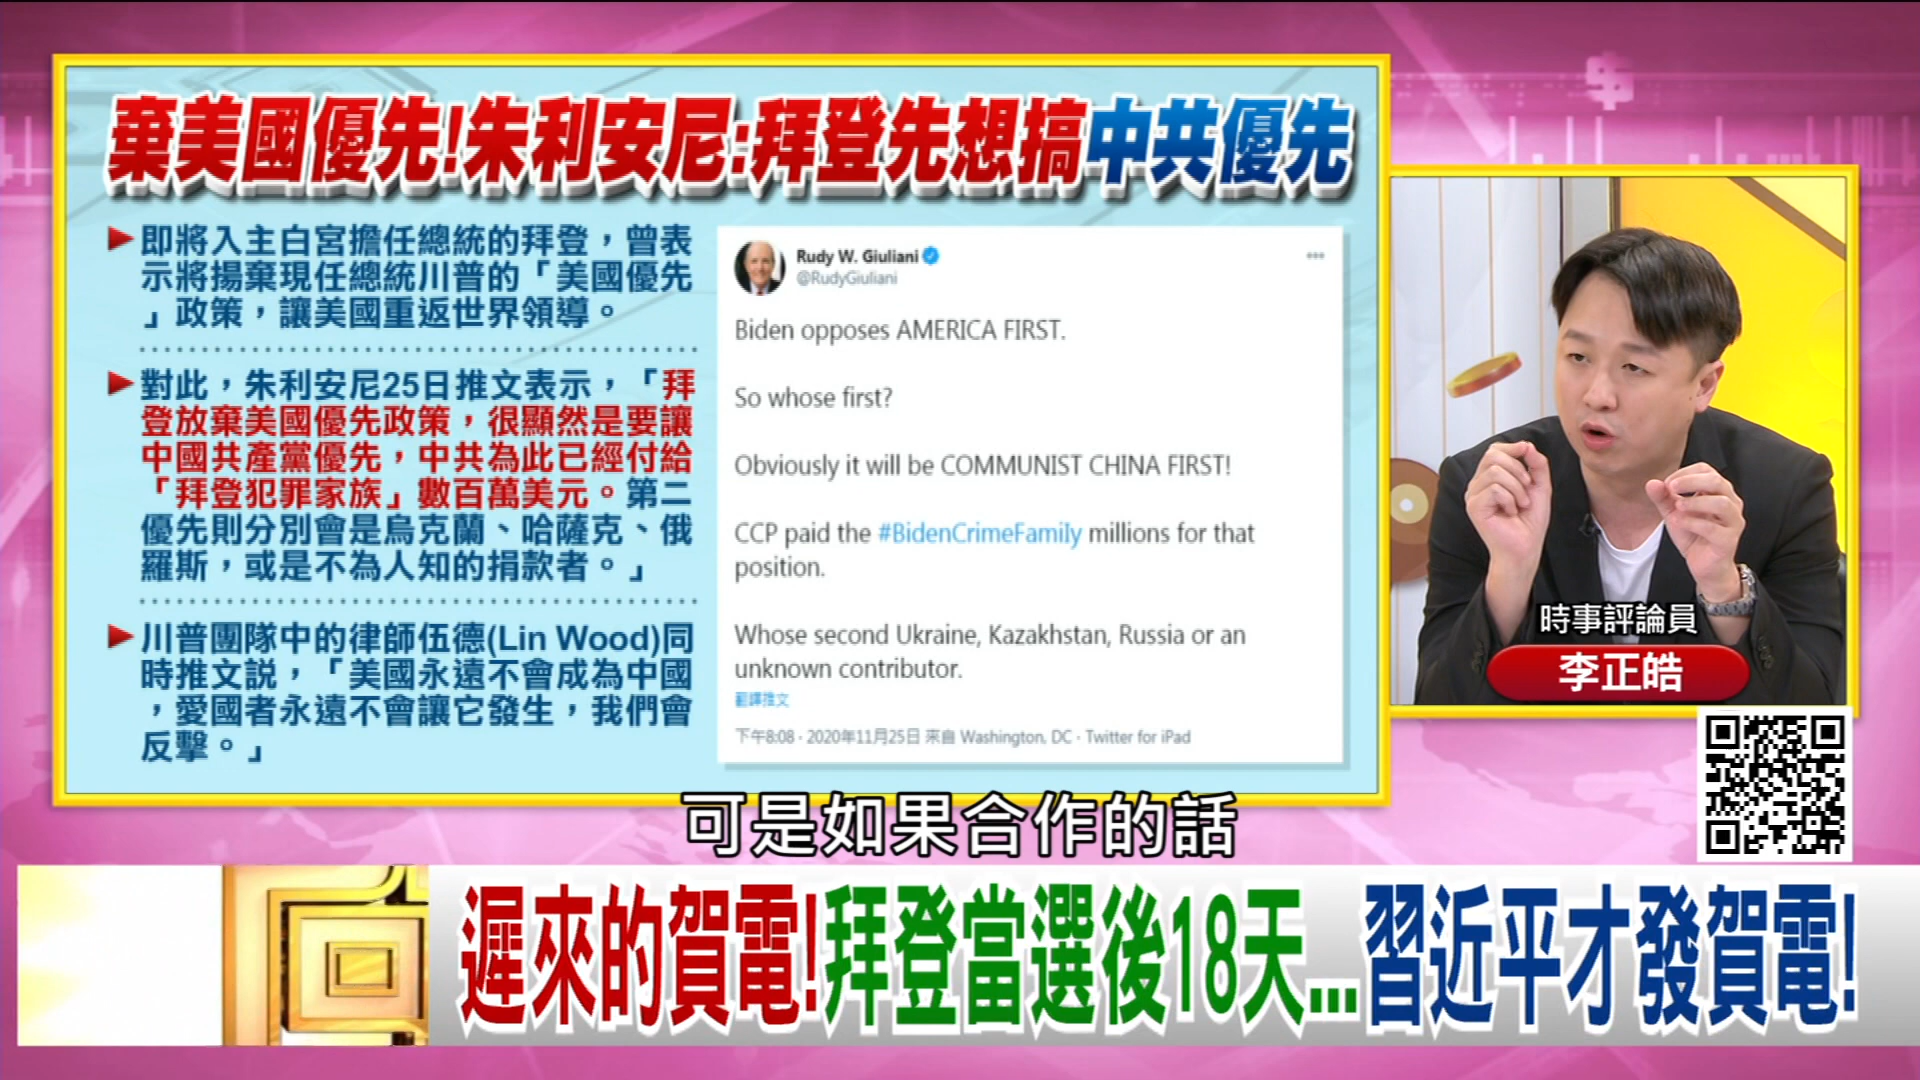 棄美國優先!朱利安尼:拜登先想搞中共優先
即將入主白宮擔任總統的拜登，曾表
示將揚棄現任總統川普的「美國優先
」政策，讓美國重返世界領導。
對此，朱利安尼25日推文表示，「拜
登放棄美國優先政策，很顯然是要讓
中國共產黨優先，中共為此已經付給
「拜登犯罪家族」數百萬美元。第二
優先則分別會是烏克蘭、哈薩克、俄
羅斯，或是不為人知的捐款者。」
川普團隊中的律師伍德(Lin Wood)同
時推文說，「美國永遠不會成為中國
，愛國者永遠不會讓它發生，我們會
反擊。」
Rudy W. Giuliani
@RudyGiuliani
Biden opposes AMERICA FIRST.
So whose first?
Obviously it will be COMMUNIST CHINA FIRST!
CCP paid the #BidenCrimeFamily millions for that
position.
Whose second Ukraine, Kazakhstan, Russia or an
unknown contributor.
翻譯推文
下午8:08 · 2020年11月25日 來自 Washington, DC · Twitter for iPad
時事評論員
李正皓
可是如果合作的話
遲來的賀電!拜登當選後18天...習近平才發賀電!